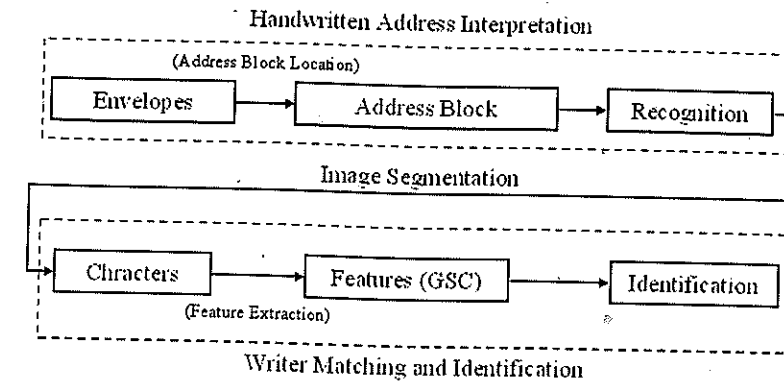 Handwritten Address Interpretation
(Address Block Location)
Envelopes Address Block Recognition
Image Segmentation
Chracters Features (GSC) Identification
(Feature Extraction)
Writer Matching and Identification